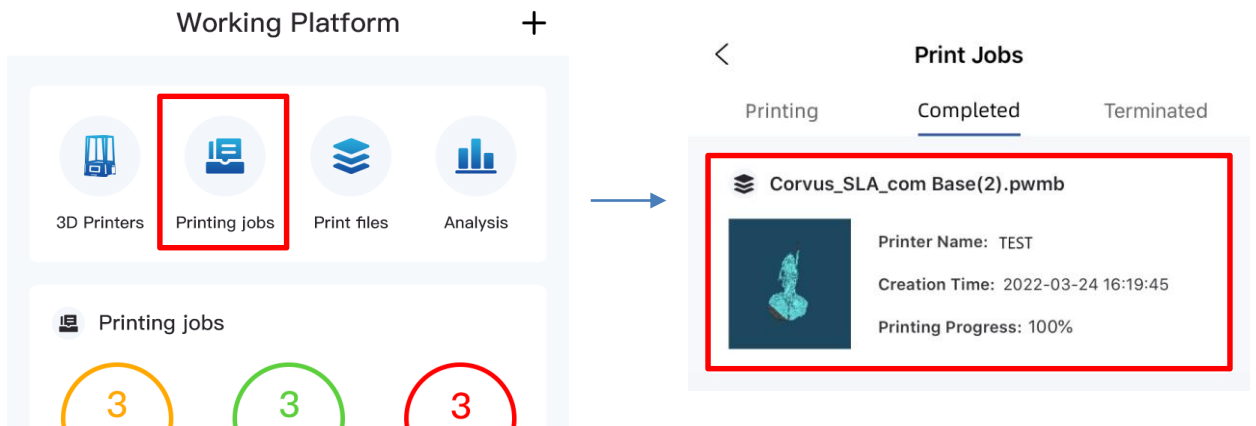 Working Platform
+
3D Printers
Printing jobs
Print files
Analysis
Printing jobs
3
3
3
Print Jobs
Printing
Completed
Terminated
Corvus_SLA_com Base(2).pwmb
Printer Name: TEST
Creation Time: 2022-03-24 16:19:45
Printing Progress: 100%